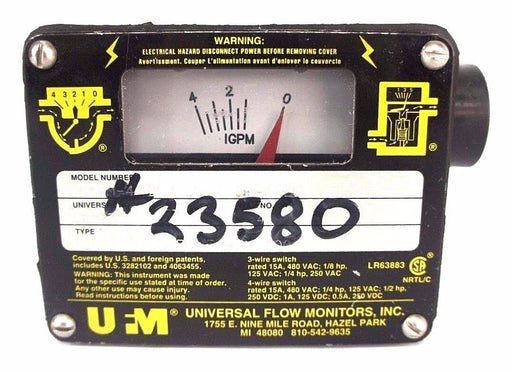 WARNING:
ELECTRICAL HAZARD DISCONNECT POWER BEFORE REMOVING COVER
Avertissment. Couper L'alimentation avant d'enlever le couvercle
4 3 2 1 0
4 2 0
IGPM
1 3 5
®
®
MODEL NUMBER
UNIVERS NO.
TYPE
#23580
Covered by U.S. and foreign patents,
includes U.S. 3282102 and 4063455.
WARNING: This instrument was made
for the specific use stated at time of order.
Any other use may cause injury.
Read instructions before using.
3-wire switch
rated 15A, 480 VAC; 1/8 hp.
125 VAC; 1/4 hp, 250 VAC
4-wire switch
rated 15A, 480 VAC; 1/4 hp, 125 VAC; 1/2 hp.
250 VDC; 1A, 125 VDC; 0.5A, 250 VDC
LR63883
NRTL/C
UFM®
UNIVERSAL FLOW MONITORS, INC.
1755 E. NINE MILE ROAD, HAZEL PARK
MI 48080 810-542-9635